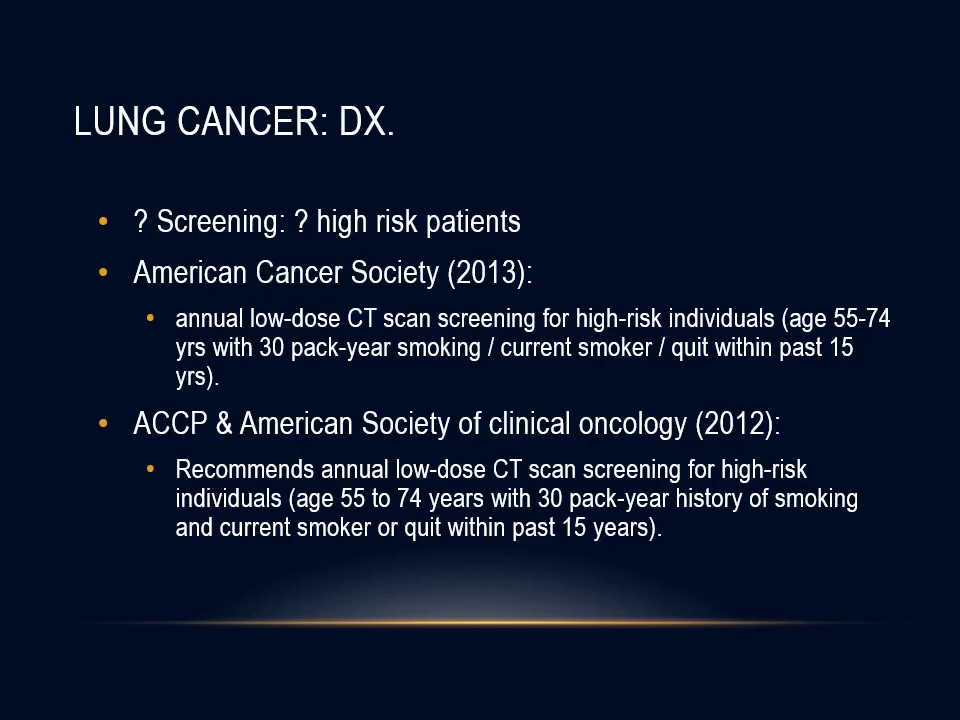 LUNG CANCER: DX.
• ? Screening: ? high risk patients
• American Cancer Society (2013):
• annual low-dose CT scan screening for high-risk individuals (age 55-74
yrs with 30 pack-year smoking / current smoker / quit within past 15
yrs).
• ACCP & American Society of clinical oncology (2012):
• Recommends annual low-dose CT scan screening for high-risk
individuals (age 55 to 74 years with 30 pack-year history of smoking
and current smoker or quit within past 15 years).